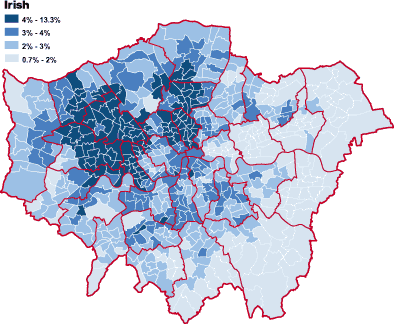 Irish
4% - 13.3%
3% - 4%
2% - 3%
0.7% - 2%